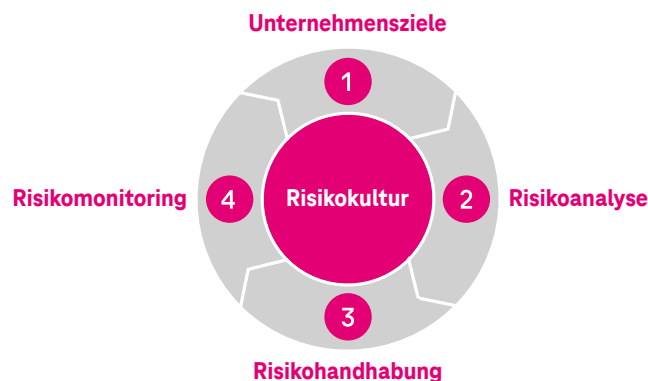 Unternehmensziele
1
Risikomonitoring
4
Risikokultur
2
Risikoanalyse
3
Risikohandhabung